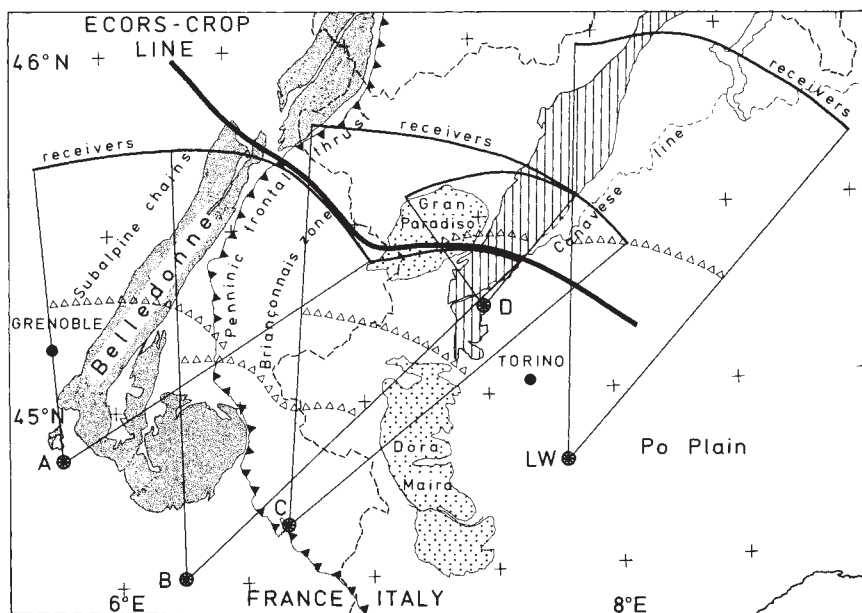 ECORS-CROP
LINE
46°N
receivers
receivers
receivers
Subalpine chains
Belledonne
Penninic frontal thrust
Briançonnais zone
Gran
Paradiso
Canavese line
GRENOBLE
D
TORINO
45°N
A
Dora
Maira
LW
Po Plain
C
B
6°E
FRANCE
ITALY
8°E